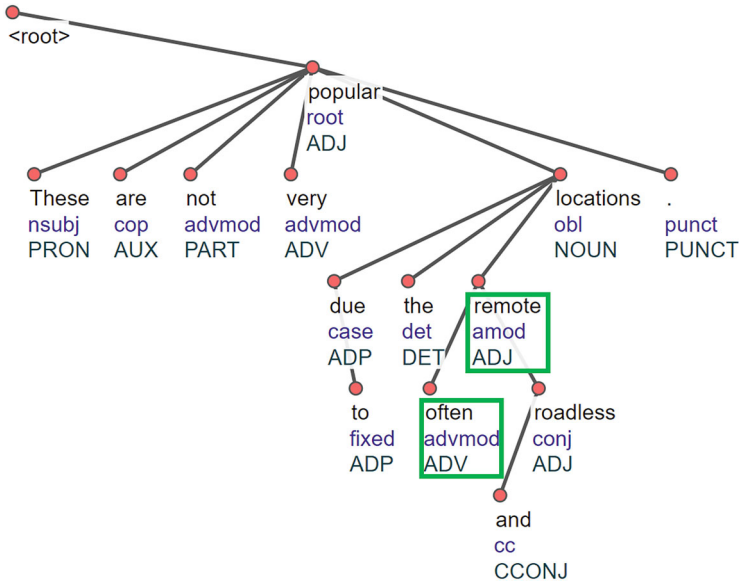 <root>
popular
root
ADJ
These
nsubj
PRON
are
cop
AUX
not
advmod
PART
very
advmod
ADV
locations
obl
NOUN
.
punct
PUNCT
due
case
ADP
the
det
DET
remote
amod
ADJ
to
fixed
ADP
often
advmod
ADV
roadless
conj
ADJ
and
cc
CCONJ